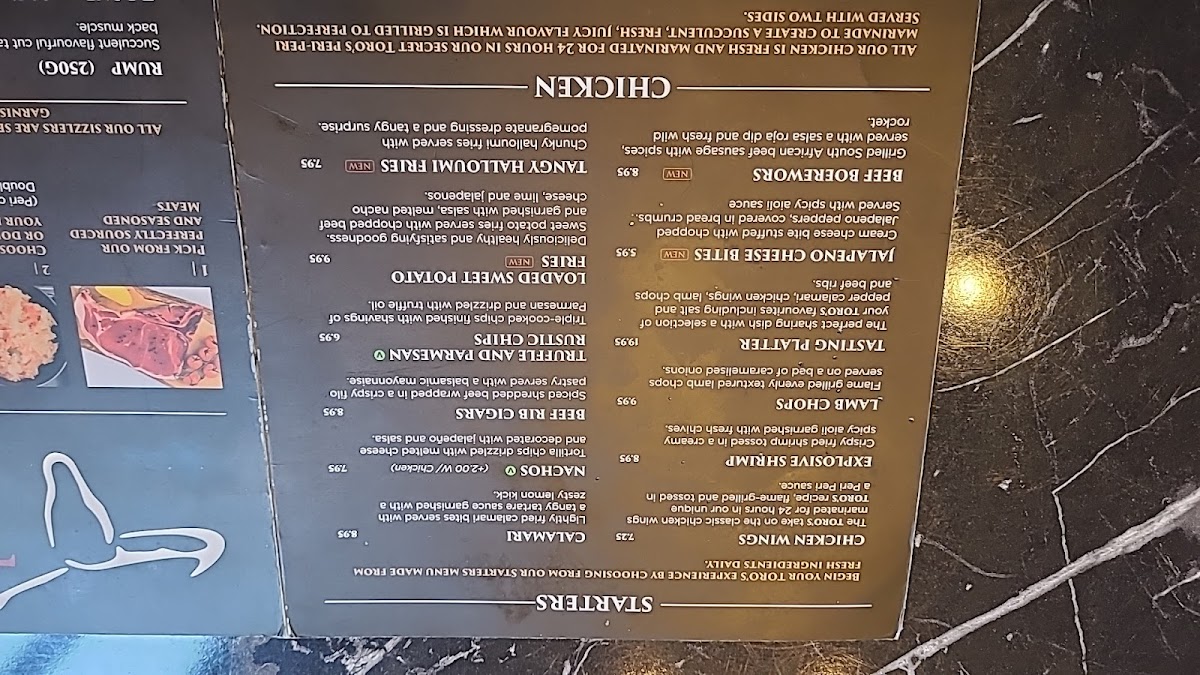 STARTERS
BEGIN YOUR TORO'S EXPERIENCE BY CHOOSING FROM OUR MENU STARTERS MADE FROM
FRESH INGREDIENTS DAILY.
CHICKEN WINGS 7.25
The TORO'S take on the classic chicken wings
marinated for 24 hours in our unique
TORO'S recipe, flame-grilled and tossed in
a Peri Peri sauce.
EXPLOSIVE SHRIMP 8.95
Crispy fried shrimp tossed in a creamy
spicy aioli garnished with fresh chives.
LAMB CHOPS 9.95
Flame grilled evenly textured lamb chops
served on a bad of caramelised onions.
TASTING PLATTER 19.95
The perfect sharing dish with a selection of
your TORO'S favourites including salt and
pepper calamari, chicken wings, lamb chops
and beef ribs.
JALAPENO CHEESE BITES NEW 5.95
Cream cheese bite stuffed with chopped
Jalapeno peppers, covered in bread crumbs..
Served with spicy aioli sauce
BEEF BOEREWORS NEW 8.95
Grilled South African beef sausage with spices,
served with a salsa roja dip and fresh wild
rocket.
CALAMARI 8.95
Lightly fried calamari bites served with
a tangy tartare sauce garnished with a
zesty lemon kick.
NACHOS V (+2.00 W/ Chicken) 7.95
Tortilla chips drizzled with melted cheese
and decorated with jalapeño and salsa.
BEEF RIB CIGARS 8.95
Spiced shredded beef wrapped in a crispy filo
pastry served with a balsamic mayonnaise.
TRUFFLE AND PARMESAN V
RUSTIC CHIPS 6.95
Triple-cooked chips finished with shavings of
Parmesan and drizzled with truffle oil.
LOADED SWEET POTATO
FRIES NEW 9.95
Deliciously healthy and satisfying goodness.
Sweet potato fries served with chopped beef
and garnished with salsa, melted nacho
cheese, lime and jalapenos.
TANGY HALLOUMI FRIES NEW 7.95
Chunky halloumi fries served with
pomegranate dressing and a tangy surprise.
CHICKEN
ALL OUR CHICKEN IS FRESH AND MARINATED FOR 24 HOURS IN OUR SECRET TORO'S PERI-PERI
MARINADE TO CREATE A SUCCULENT, FRESH, JUICY FLAVOUR WHICH IS GRILLED TO PERFECTION.
SERVED WITH TWO SIDES.
1 |
PICK FROM OUR
PERFECTLY SOURCED
AND SEASONED
MEATS
2 |
CHOOS
OR DO
YOUR
(Peri
Doubl
ALL OUR SIZZLERS ARE SE
GARNIS
RUMP (250G)
Succulent flavourful cut ta
back muscle.